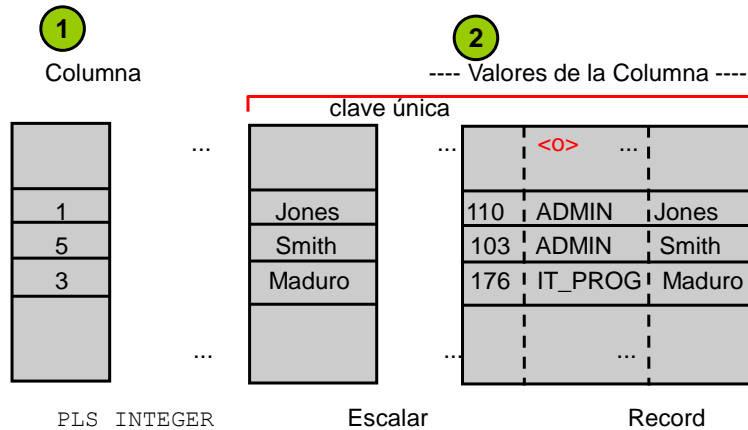 1
2
Columna
---- Valores de la Columna ----
clave única
... ... <o> ...
1 Jones 110 ADMIN Jones
5 Smith 103 ADMIN Smith
3 Maduro 176 IT_PROG Maduro
... ... ...
PLS INTEGER Escalar Record